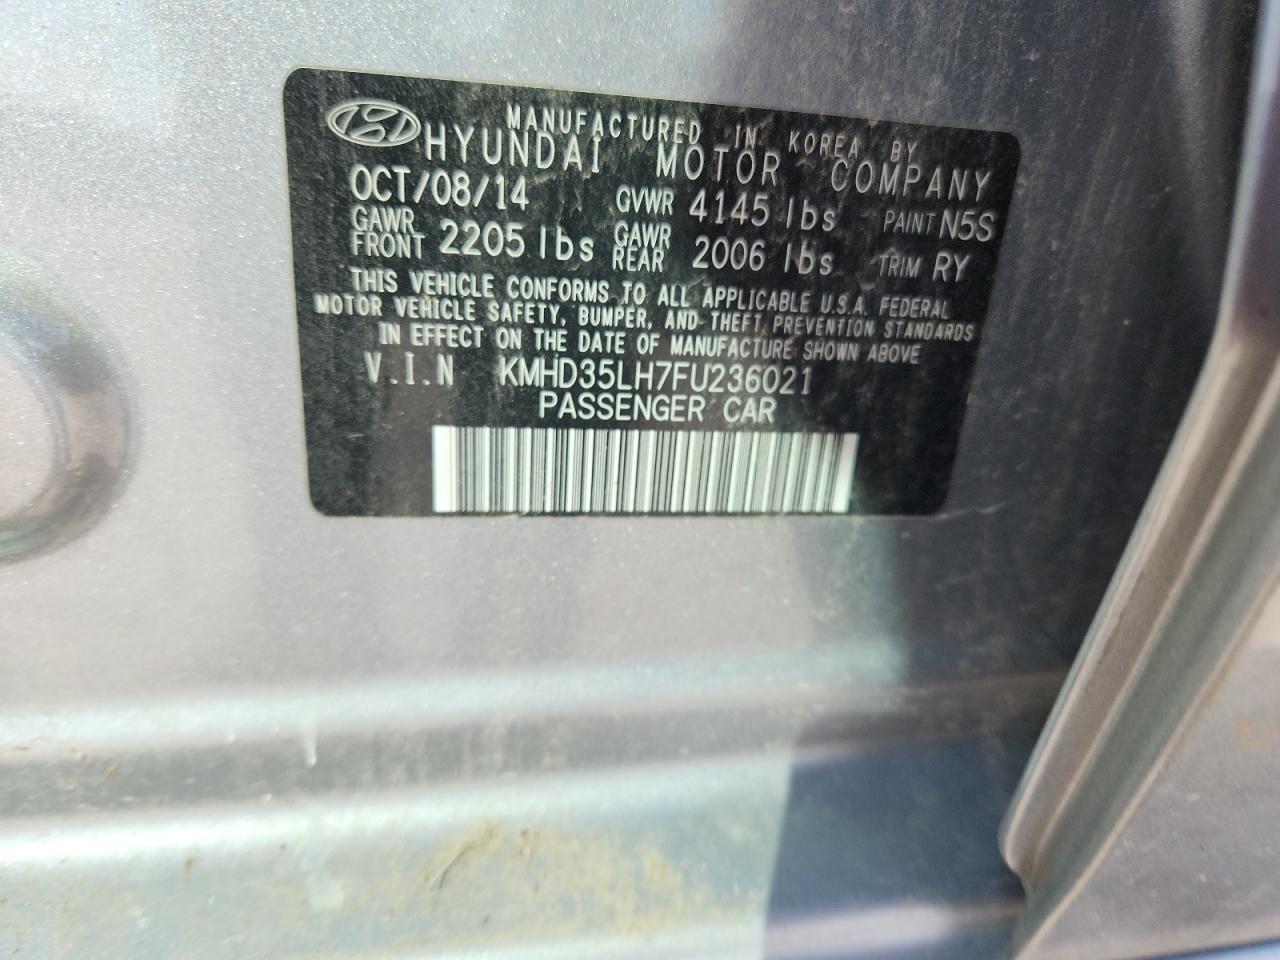 MANUFACTURED IN KOREA BY
HYUNDAI MOTOR COMPANY
OCT/08/14 GVWR 4145 lbs PAINT N5S
GAWR FRONT 2205 lbs GAWR REAR 2006 lbs TRIM RY
THIS VEHICLE CONFORMS TO ALL APPLICABLE U.S.A. FEDERAL
MOTOR VEHICLE SAFETY, BUMPER, AND THEFT PREVENTION STANDARDS
IN EFFECT ON THE DATE OF MANUFACTURE SHOWN ABOVE
V.I.N KMHD35LH7FU236021
PASSENGER CAR